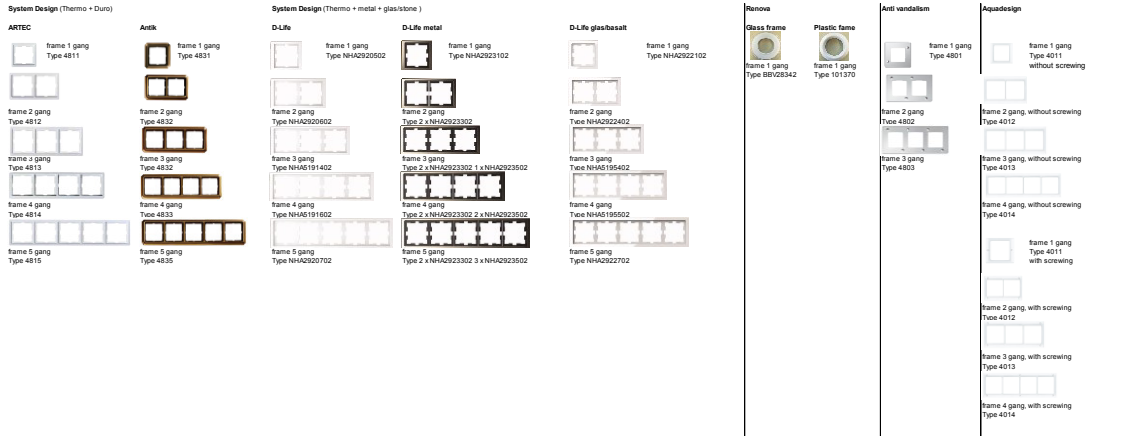 System Design (Thermo + Duro)
ARTEC
frame 1 gang
Type 4811
frame 2 gang
Type 4812
frame 3 gang
Type 4813
frame 4 gang
Type 4814
frame 5 gang
Type 4815
Antik
frame 1 gang
Type 4831
frame 2 gang
Type 4832
frame 3 gang
Type 4832
frame 4 gang
Type 4833
frame 5 gang
Type 4835
System Design (Thermo + metal + glas/stone )
D-Life
frame 1 gang
Type NHA2920502
frame 2 gang
Type NHA2920602
frame 3 gang
Type NHA5191402
frame 4 gang
Type NHA5191602
frame 5 gang
Type NHA2920702
D-Life metal
frame 1 gang
Type NHA2923102
frame 2 gang
Type 2 x NHA2923302
frame 3 gang
Type 2 x NHA2923302 1 x NHA2923502
frame 4 gang
Type 2 x NHA2923302 2 x NHA2923502
frame 5 gang
Type 2 x NHA2923302 3 x NHA2923502
D-Life glas/basalt
frame 1 gang
Type NHA2922102
frame 2 gang
Type NHA2922402
frame 3 gang
Type NHA5195402
frame 4 gang
Type NHA5195502
frame 5 gang
Type NHA2922702
Renova
Glass frame
frame 1 gang
Type BBV28342
Plastic fame
frame 1 gang
Type 101370
Anti vandalism
frame 1 gang
Type 4801
frame 2 gang
Type 4802
frame 3 gang
Type 4803
Aquadesign
frame 1 gang
Type 4011
without screwing
frame 2 gang, without screwing
Type 4012
frame 3 gang, without screwing
Type 4013
frame 4 gang, without screwing
Type 4014
frame 1 gang
Type 4011
with screwing
frame 2 gang, with screwing
Type 4012
frame 3 gang, with screwing
Type 4013
frame 4 gang, with screwing
Type 4014